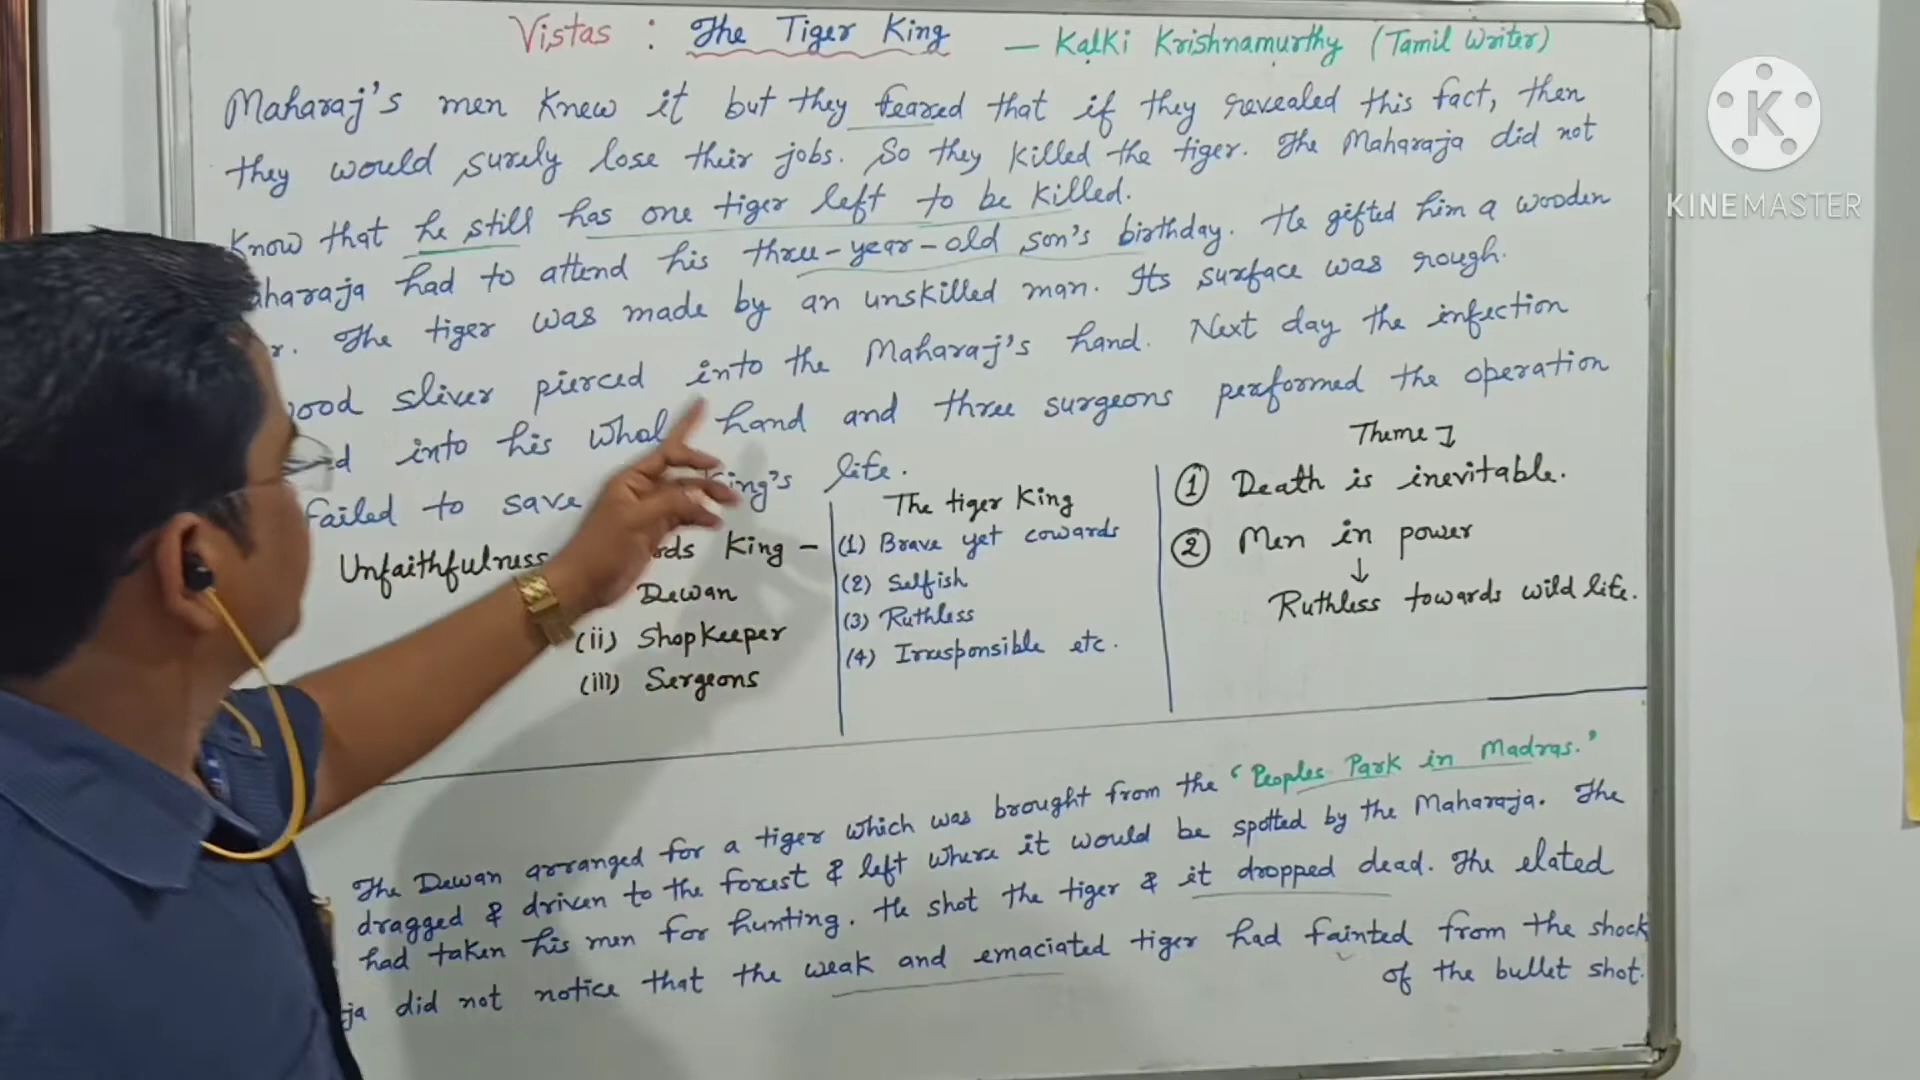 Vistas : The Tiger King — Kalki Krishnamurthy (Tamil Writer)
Maharaj's men knew it but they feared that if they revealed this fact, then
they would surely lose their jobs. So they killed the tiger. The Maharaja did not
know that he still has one tiger left to be killed.
aharaja had to attend his three-year-old son's birthday. He gifted him a wooden
r. The tiger was made by an unskilled man. Its surface was rough.
ood sliver pierced into the Maharaj's hand. Next day the infection
d into his whol hand and three surgeons performed the operation
failed to save King's life.
Unfaithfulness rds King –
Dewan
(ii) Shopkeeper
(iii) Sergeons
The tiger King
(1) Brave yet cowards
(2) Selfish
(3) Ruthless
(4) Irresponsible etc.
Theme
① Death is inevitable.
② Men in power
↓
Ruthless towards wild life.
The Dewan arranged for a tiger which was brought from the 'Peoples Park in Madras.'
dragged & driven to the forest & left where it would be spotted by the Maharaja. The
had taken his men for hunting. He shot the tiger & it dropped dead. The elated
ja did not notice that the weak and emaciated tiger had fainted from the shock
of the bullet shot.
K
KINEMASTER